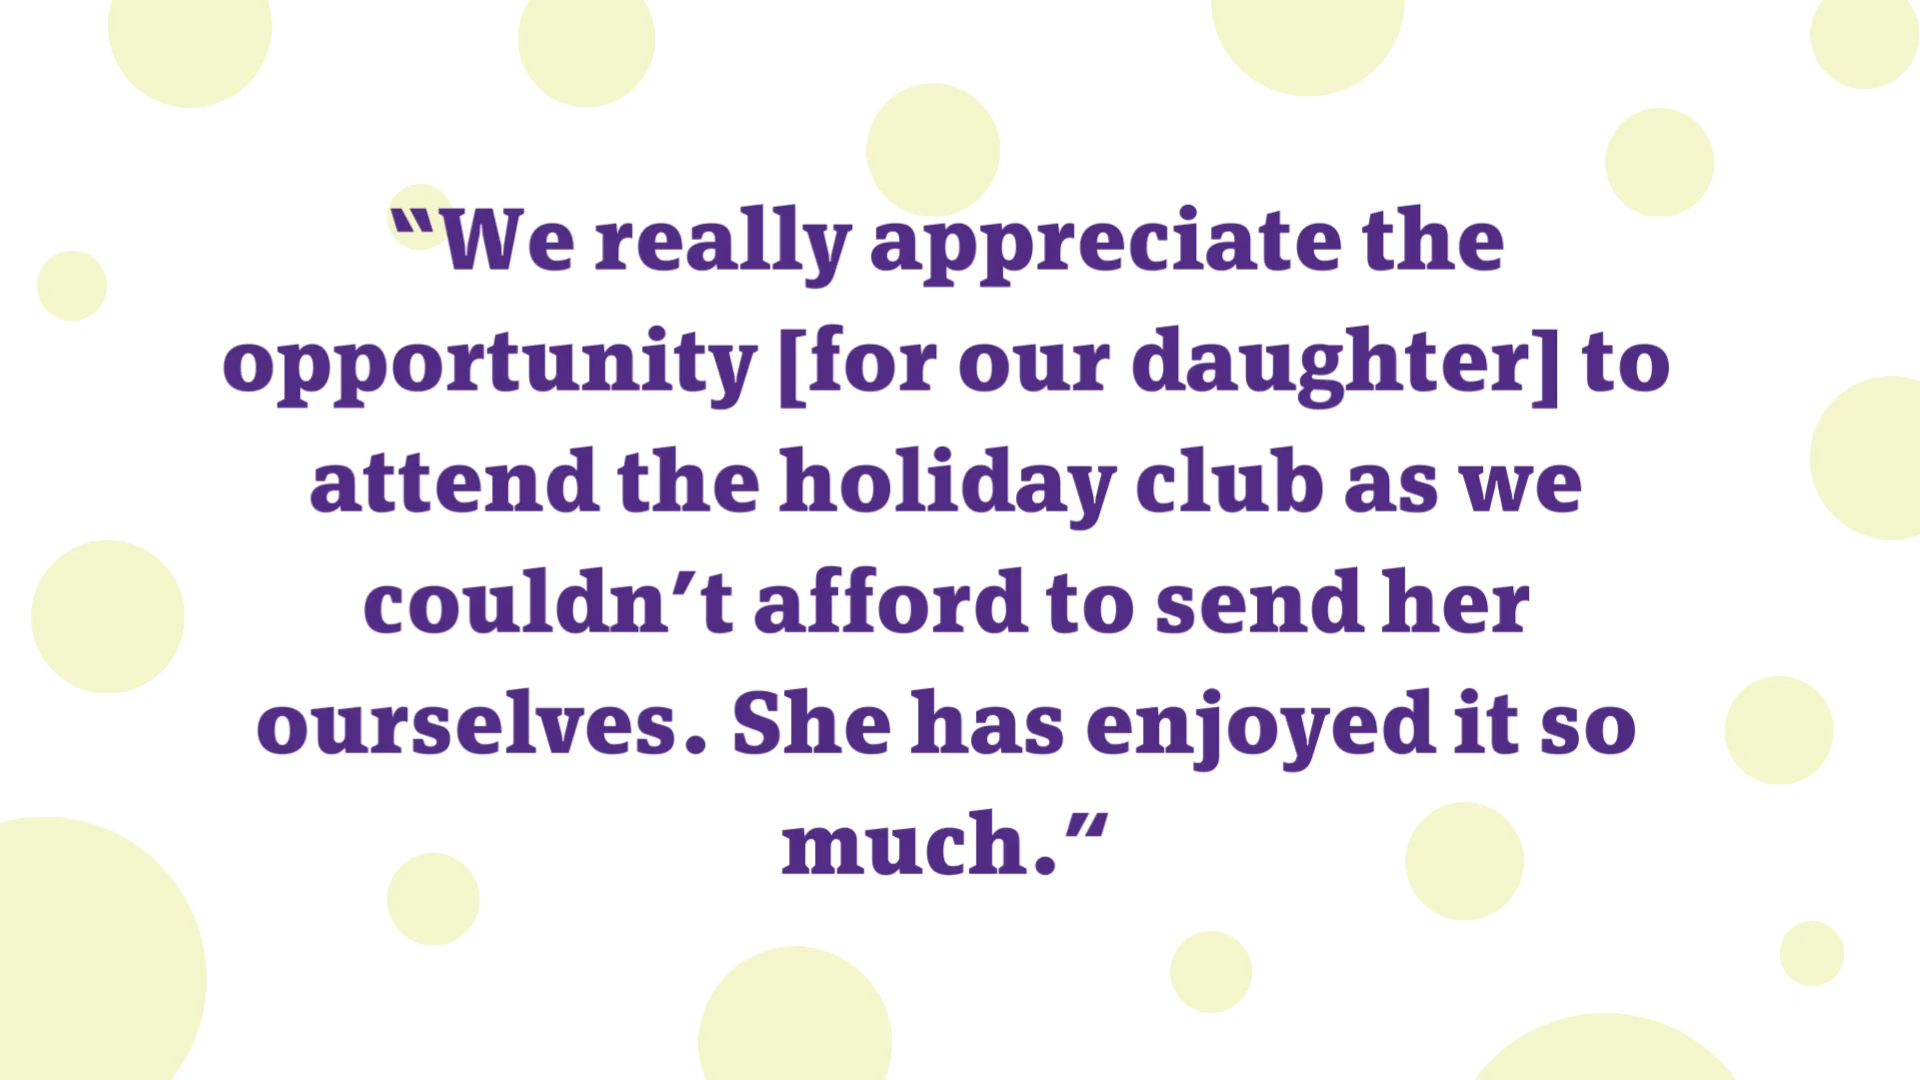 “We really appreciate the
opportunity [for our daughter] to
attend the holiday club as we
couldn’t afford to send her
ourselves. She has enjoyed it so
much.”